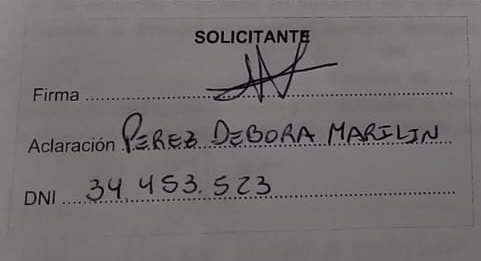 SOLICITANTE
Firma
Aclaración PEREZ DEBORA MARILIN
DNI 34.453.523